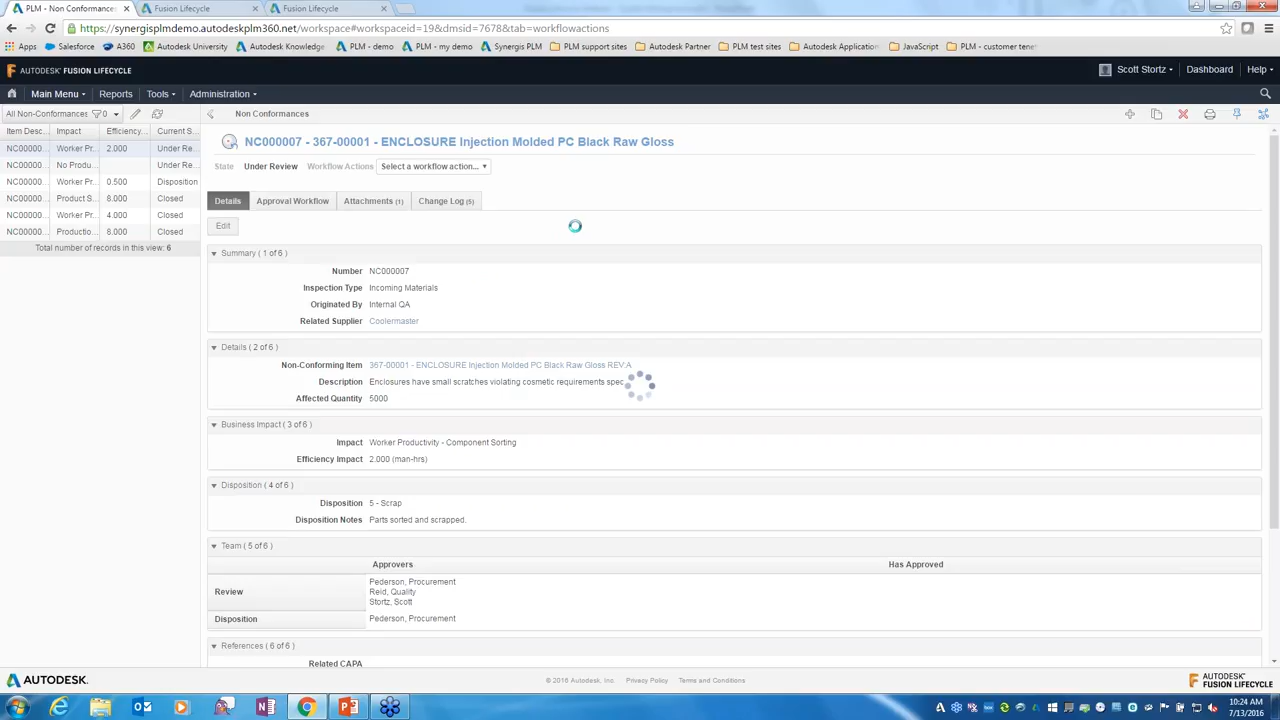 PLM - Non Conformances
Fusion Lifecycle
Fusion Lifecycle
https://synergisplmdemo.autodeskplm360.net/workspace#workspaceid=19&dmsid=7678&tab=workflowactions
Apps
Salesforce
A360
Autodesk University
Autodesk Knowledge
PLM - demo
PLM - my demo
Synergis PLM
PLM support sites
Autodesk Partner
PLM test sites
Autodesk Application
JavaScript
PLM - customer tene
AUTODESK® FUSION LIFECYCLE
Scott Stortz
Dashboard
Help
Main Menu
Reports
Tools
Administration
All Non-Conformances
0
Non Conformances
Item Desc...
Impact
Efficiency...
Current S...
NC00000... Worker Pr... 2.000 Under Re...
NC00000... No Produ... Under Re...
NC00000... Worker Pr... 0.500 Disposition
NC00000... Product S... 8.000 Closed
NC00000... Worker Pr... 4.000 Closed
NC00000... Productio... 8.000 Closed
Total number of records in this view: 6
NC000007 - 367-00001 - ENCLOSURE Injection Molded PC Black Raw Gloss
State Under Review Workflow Actions Select a workflow action...
Details
Approval Workflow
Attachments (1)
Change Log (5)
Edit
Summary ( 1 of 6 )
Number NC000007
Inspection Type Incoming Materials
Originated By Internal QA
Related Supplier Coolermaster
Details ( 2 of 6 )
Non-Conforming Item 367-00001 - ENCLOSURE Injection Molded PC Black Raw Gloss REV:A
Description Enclosures have small scratches violating cosmetic requirements spec
Affected Quantity 5000
Business Impact ( 3 of 6 )
Impact Worker Productivity - Component Sorting
Efficiency Impact 2.000 (man-hrs)
Disposition ( 4 of 6 )
Disposition 5 - Scrap
Disposition Notes Parts sorted and scrapped.
Team ( 5 of 6 )
Approvers
Has Approved
Review
Pederson, Procurement
Reid, Quality
Stortz, Scott
Disposition
Pederson, Procurement
References ( 6 of 6 )
Related CAPA
AUTODESK.
© 2016 Autodesk, Inc.
Privacy Policy
Terms and Conditions
AUTODESK®
FUSION LIFECYCLE
10:24 AM
7/13/2016